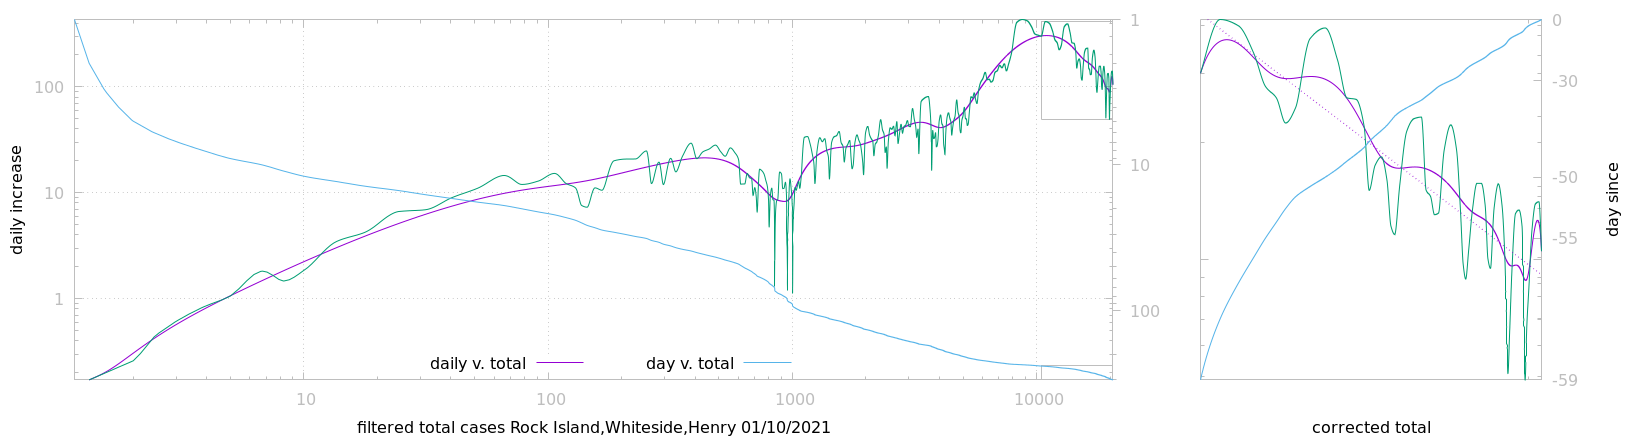 1
0
100
-30
daily increase
10
10
-50
day since
-55
1
100
daily v. total
day v. total
-59
10
100
1000
10000
filtered total cases Rock Island,Whiteside,Henry 01/10/2021
corrected total